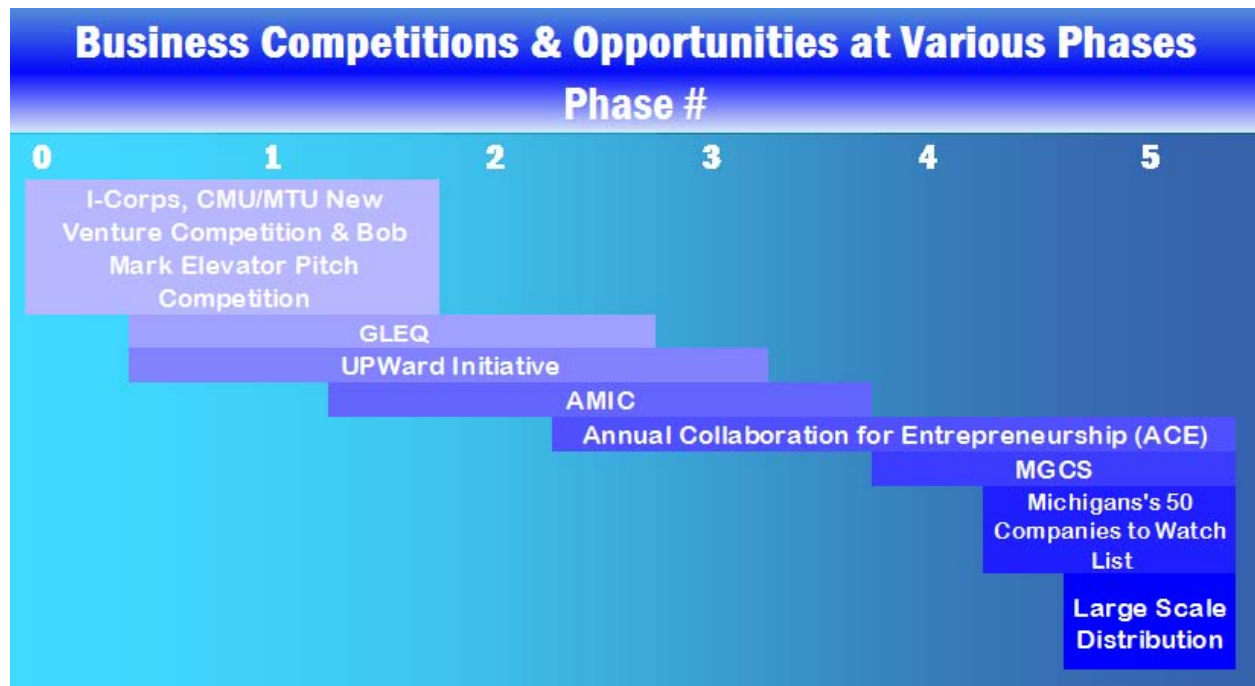 Business Competitions & Opportunities at Various Phases
Phase #
0 1 2 3 4 5
I-Corps, CMU/MTU New
Venture Competition & Bob
Mark Elevator Pitch
Competition
GLEQ
UPWard Initiative
AMIC
Annual Collaboration for Entrepreneurship (ACE)
MGCS
Michigans's 50
Companies to Watch
List
Large Scale
Distribution